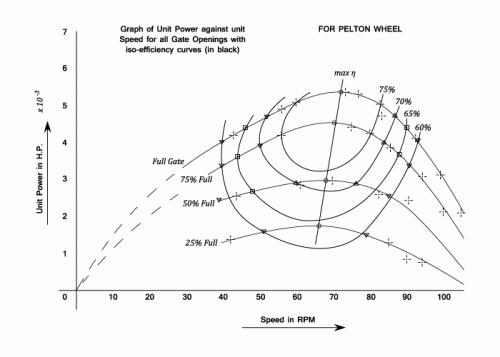 Graph of Unit Power against unit
Speed for all Gate Openings with
iso-efficiency curves (in black)
FOR PELTON WHEEL
7
6
5
4
3
2
1
0
0
10
20
30
40
50
60
70
80
90
100
Unit Power in H.P.
x 10⁻³
Speed in RPM
max η
75%
70%
65%
60%
Full Gate
75% Full
50% Full
25% Full